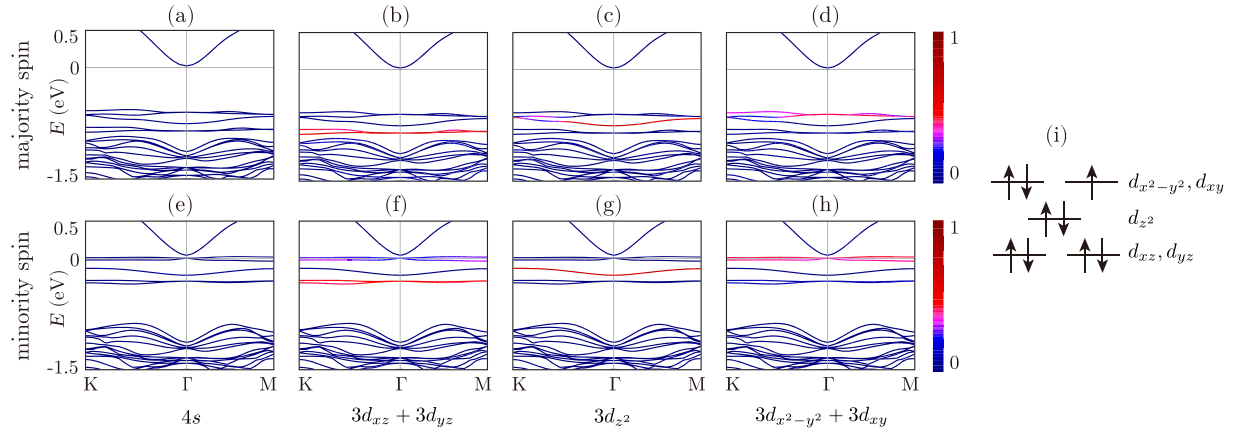 (a) (b) (c) (d)
majority spin
E (eV)
0.5
0
-1.5
1
0
(i)
d_{x²−y²}, d_{xy}
d_{z²}
d_{xz}, d_{yz}
(e) (f) (g) (h)
minority spin
E (eV)
0.5
0
-1.5
1
0
K Γ M K Γ M K Γ M K Γ M
4s 3d_{xz} + 3d_{yz} 3d_{z²} 3d_{x²−y²} + 3d_{xy}